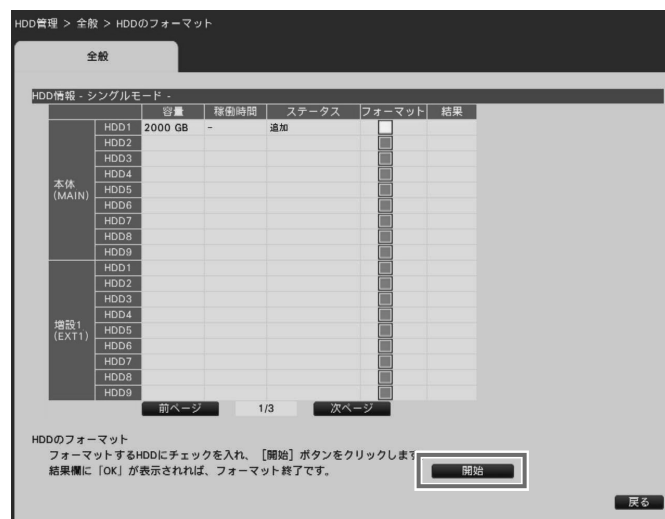 HDD管理 > 全般 > HDDのフォーマット
全般
HDD情報 - シングルモード -
容量 稼働時間 ステータス フォーマット 結果
本体
(MAIN)
HDD1 2000 GB - 追加
HDD2
HDD3
HDD4
HDD5
HDD6
HDD7
HDD8
HDD9
増設1
(EXT1)
HDD1
HDD2
HDD3
HDD4
HDD5
HDD6
HDD7
HDD8
HDD9
前ページ 1/3 次ページ
HDDのフォーマット
フォーマットするHDDにチェックを入れ、［開始］ボタンをクリックします
結果欄に「OK」が表示されれば、フォーマット終了です。
開始
戻る